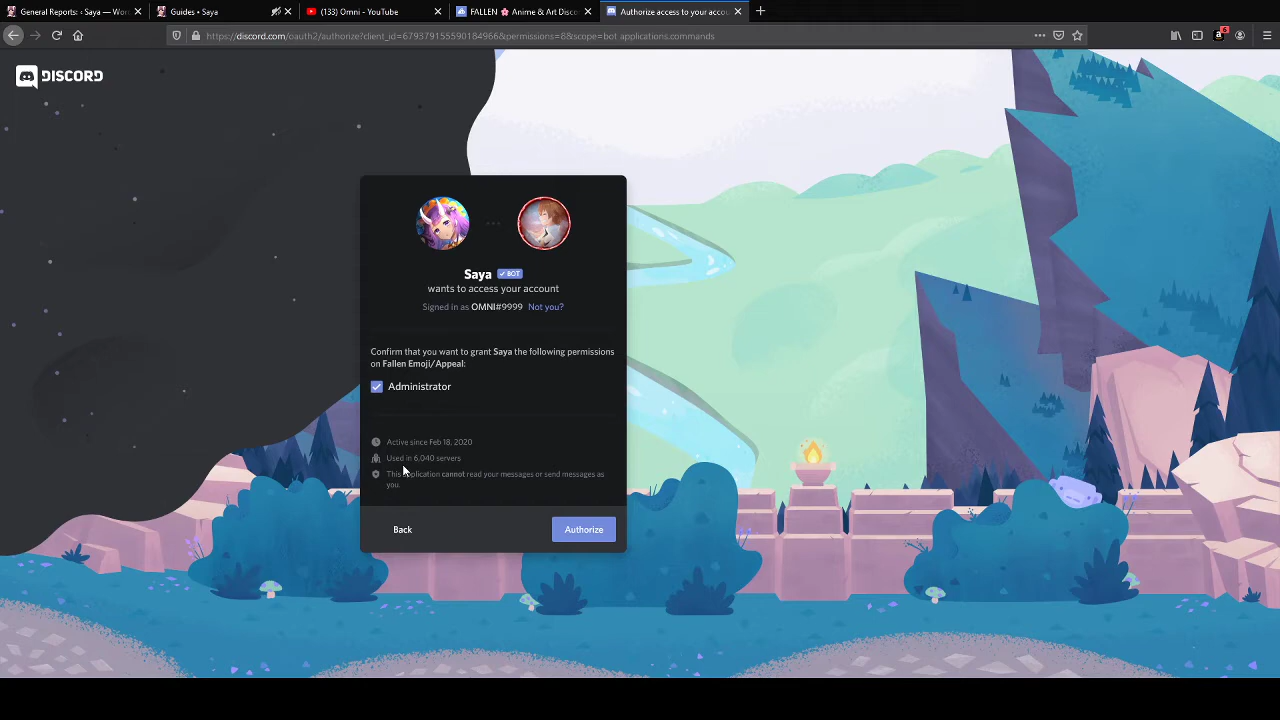 General Reports: ‹ Saya — Wor
Guides • Saya
(133) Omni - YouTube
FALLEN 🌸 Anime & Art Disco
Authorize access to your accou
https://discord.com/oauth2/authorize?client_id=679379155590184966&permissions=8&scope=bot applications.commands
6
DISCORD
Saya ✓ BOT
wants to access your account
Signed in as OMNI#9999 Not you?
Confirm that you want to grant Saya the following permissions
on Fallen Emoji/Appeal:
Administrator
Active since Feb 18, 2020
Used in 6,040 servers
This application cannot read your messages or send messages as
you.
Back
Authorize